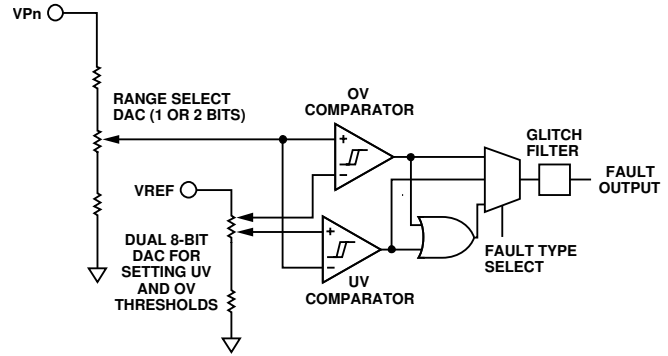 VPn
RANGE SELECT
DAC (1 OR 2 BITS)
OV
COMPARATOR
+
−
GLITCH
FILTER
FAULT
OUTPUT
VREF
DUAL 8-BIT
DAC FOR
SETTING UV
AND OV
THRESHOLDS
+
−
UV
COMPARATOR
FAULT TYPE
SELECT